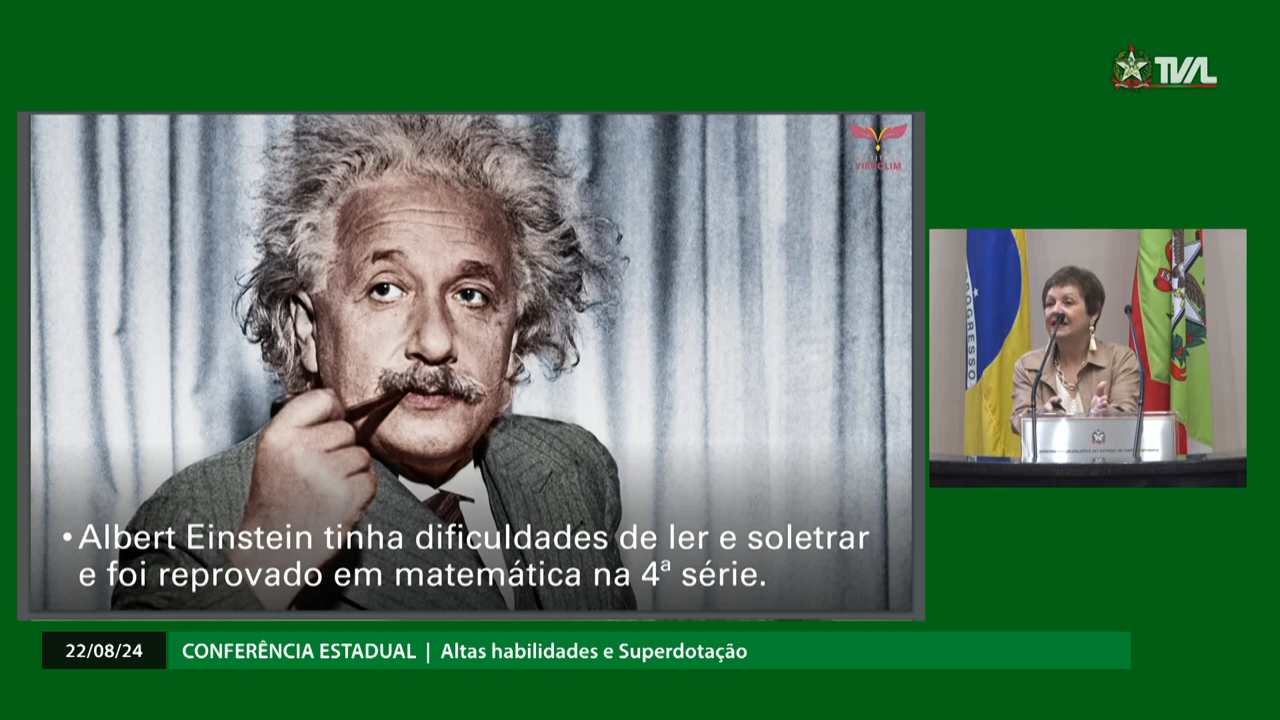 TVAL
VIRGOLIM
• Albert Einstein tinha dificuldades de ler e soletrar
e foi reprovado em matemática na 4ª série.
PROGRESSO
22/08/24
CONFERÊNCIA ESTADUAL | Altas habilidades e Superdotação